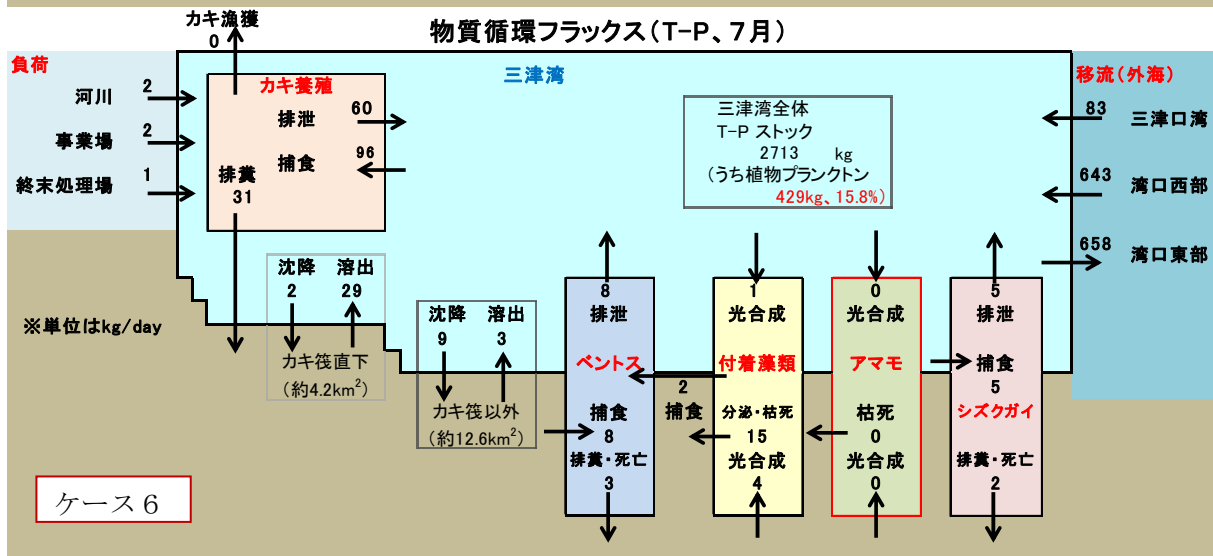 カキ漁獲
0
物質循環フラックス(T-P、7月)
負荷
三津湾
移流(外海)
カキ養殖
河川
2
排泄
60
事業場
2
捕食
96
終末処理場
1
排糞
31
三津湾全体
T-P ストック
2713 kg
(うち植物プランクトン
429kg、15.8%)
83
三津口湾
643
湾口西部
658
湾口東部
沈降 溶出
2 29
カキ筏直下
(約4.2km²)
沈降 溶出
9 3
カキ筏以外
(約12.6km²)
※単位はkg/day
8
排泄
ベントス
捕食
8
排糞・死亡
3
2
捕食
1
光合成
付着藻類
分泌・枯死
15
光合成
4
0
光合成
アマモ
枯死
0
光合成
0
5
排泄
捕食
5
シズクガイ
排糞・死亡
2
ケース6